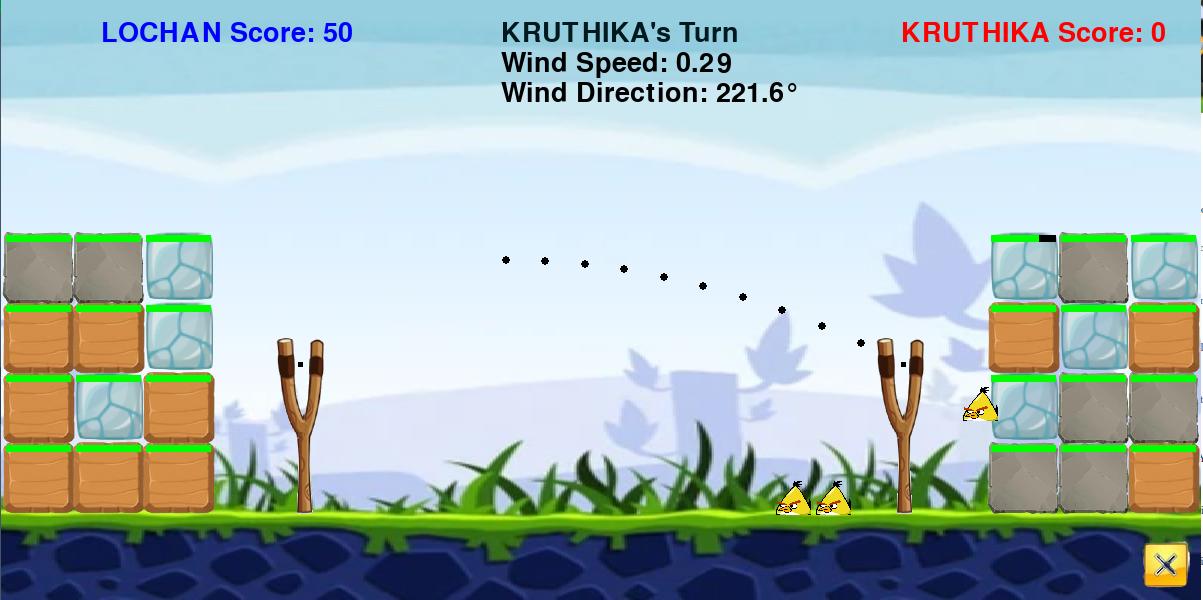 LOCHAN Score: 50
KRUTHIKA's Turn
KRUTHIKA Score: 0
Wind Speed: 0.29
Wind Direction: 221.6°